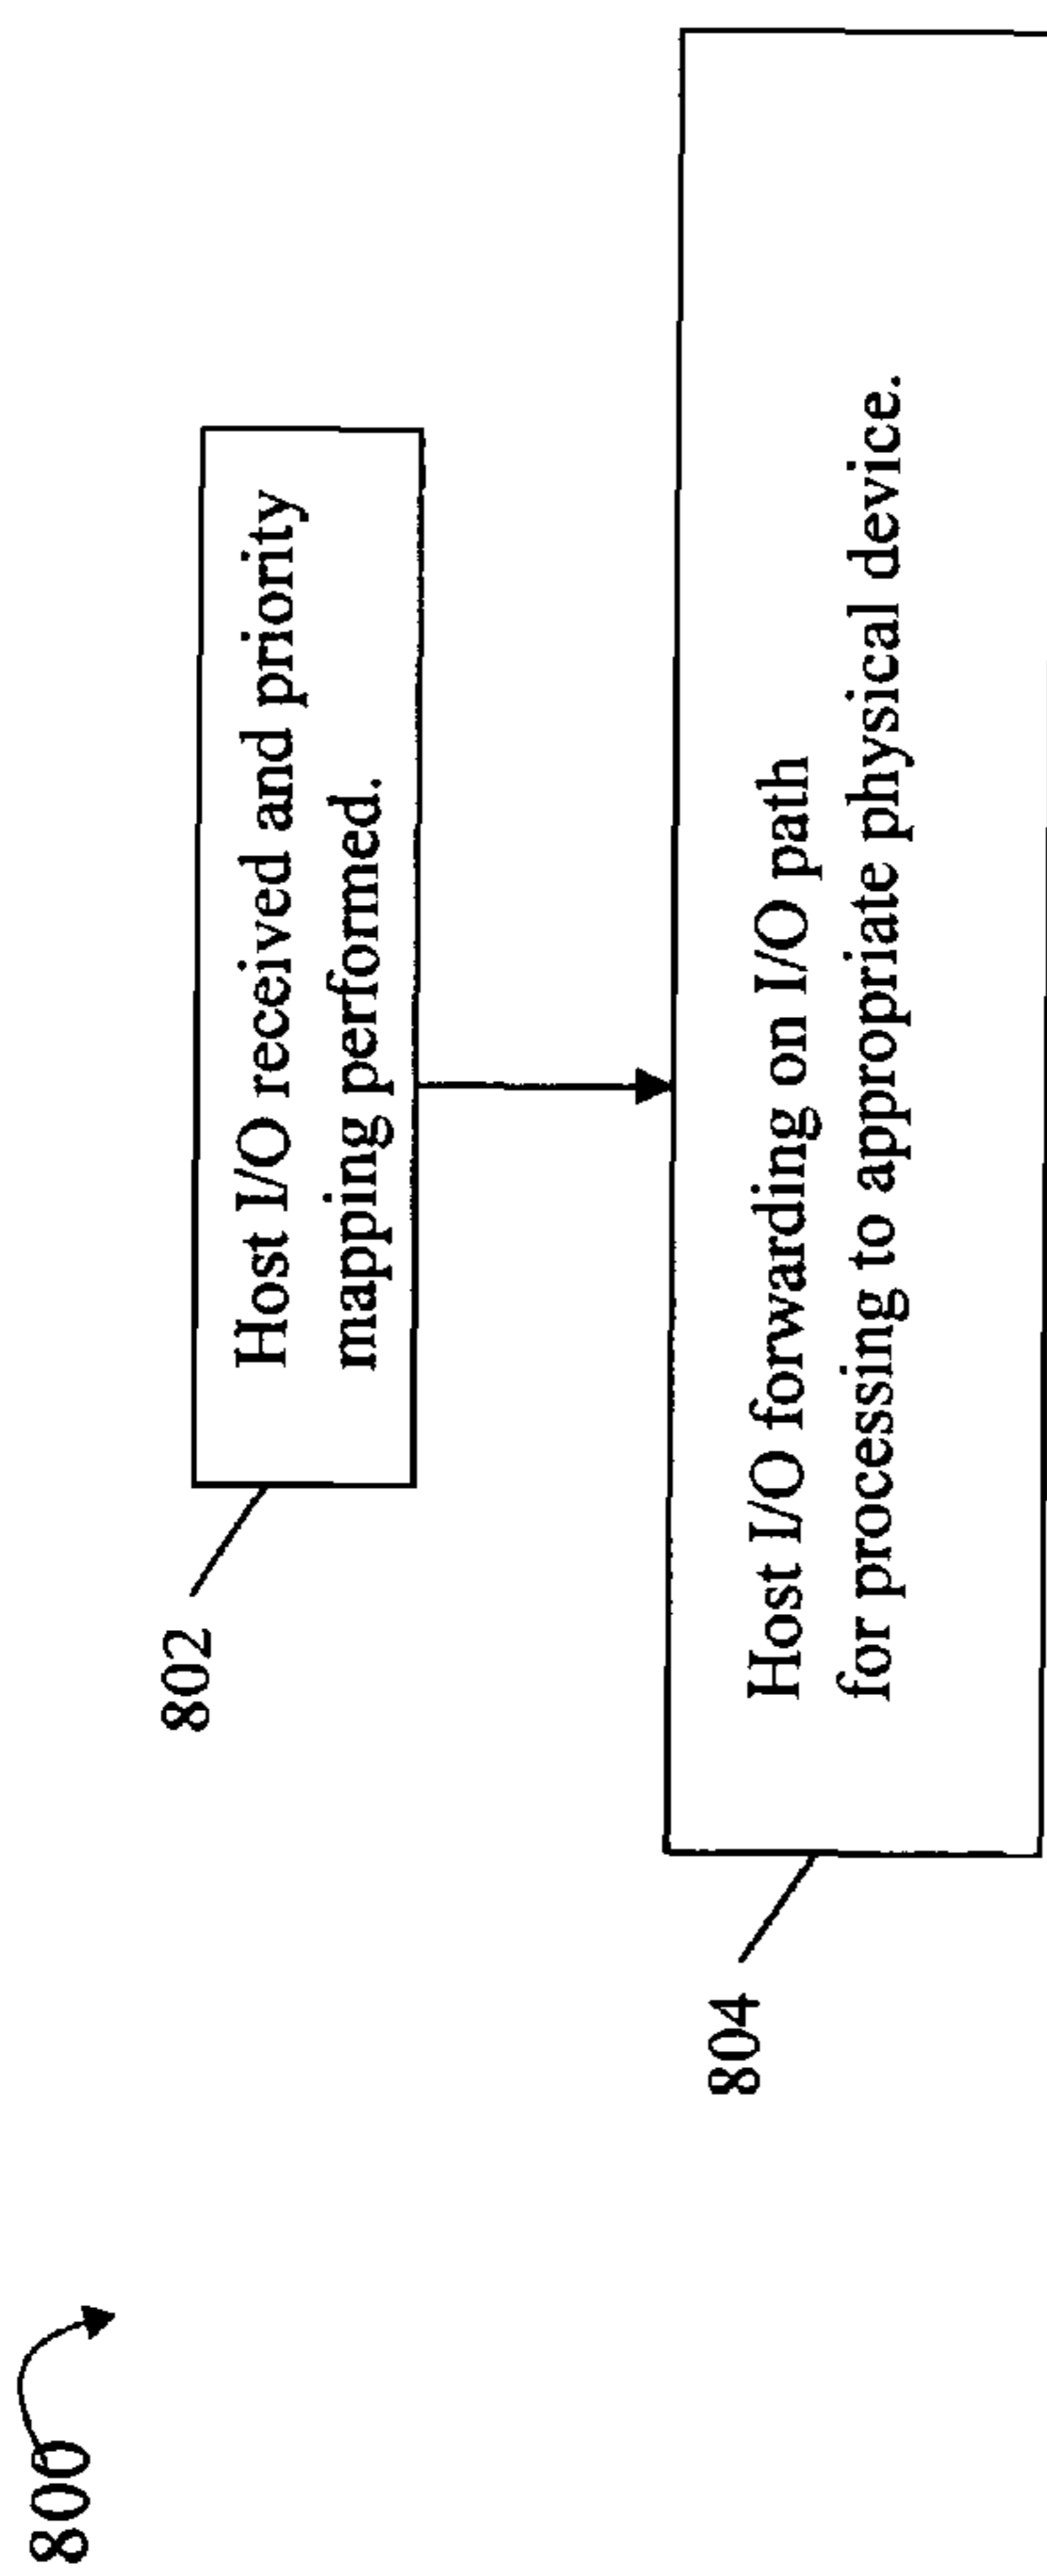 800
802
Host I/O received and priority
mapping performed.
804
Host I/O forwarding on I/O path
for processing to appropriate physical device.